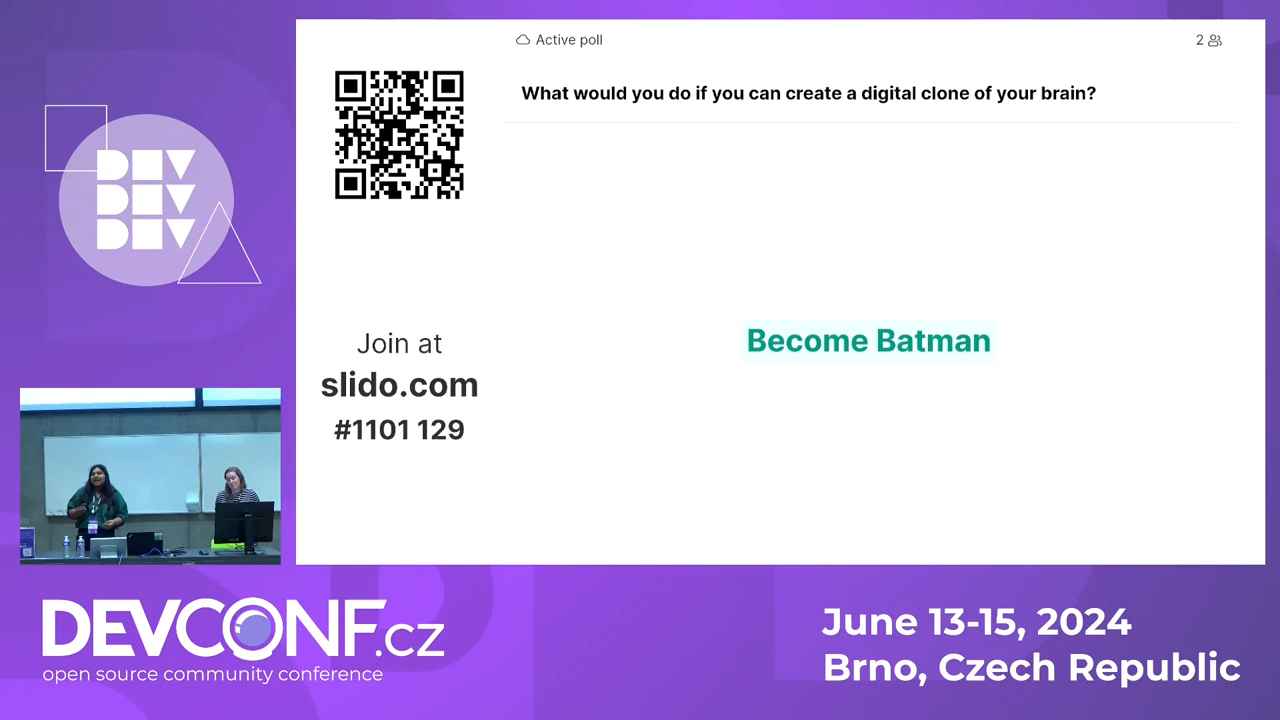 Active poll
2
What would you do if you can create a digital clone of your brain?
DEV
DEV
DEV
Join at
slido.com
#1101 129
Become Batman
DEVCONF.cz
open source community conference
June 13-15, 2024
Brno, Czech Republic